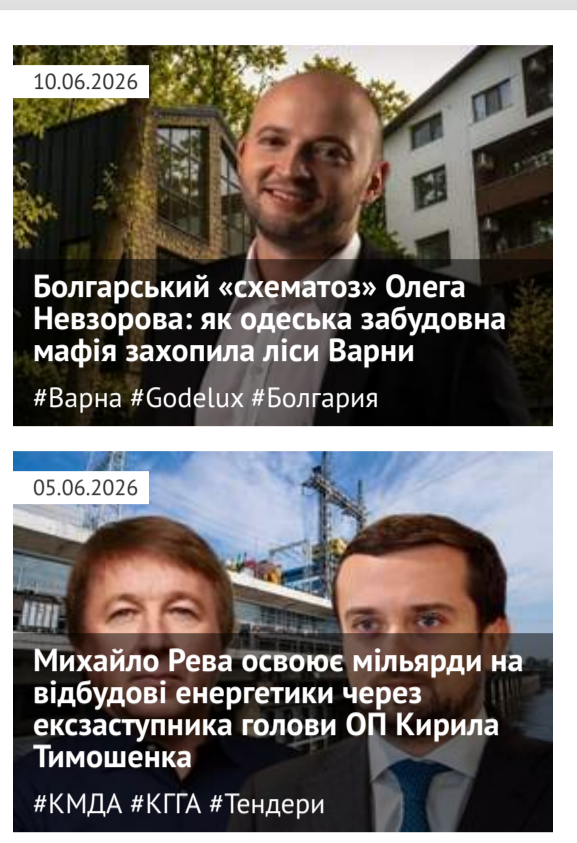 10.06.2026
Болгарський «схематоз» Олега
Невзорова: як одеська забудовна
мафія захопила ліси Варни
#Варна #Godelux #Болгария
05.06.2026
Михайло Рева освоює мільярди на
відбудові енергетики через
ексзаступника голови ОП Кирила
Тимошенка
#КМДА #КГГА #Тендери